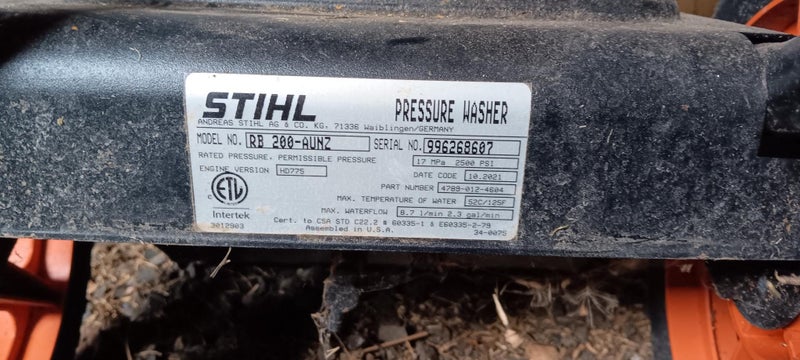 STIHL PRESSURE WASHER
ANDREAS STIHL AG & CO. KG. 71336 Waiblingen/GERMANY
MODEL NO. RB 200-AUNZ SERIAL NO. 996268607
RATED PRESSURE, PERMISSIBLE PRESSURE 17 MPa 2500 PSI
ENGINE VERSION HD775 DATE CODE 10.2021
PART NUMBER 4789-012-4604
MAX. TEMPERATURE OF WATER 52C/125F
MAX. WATERFLOW 8.7 l/min 2.3 gal/min
C ETL
Intertek
3012903
Cert. to CSA STD C22.2 # 60335-1 & E60335-2-79
Assembled in U.S.A. 34-0075